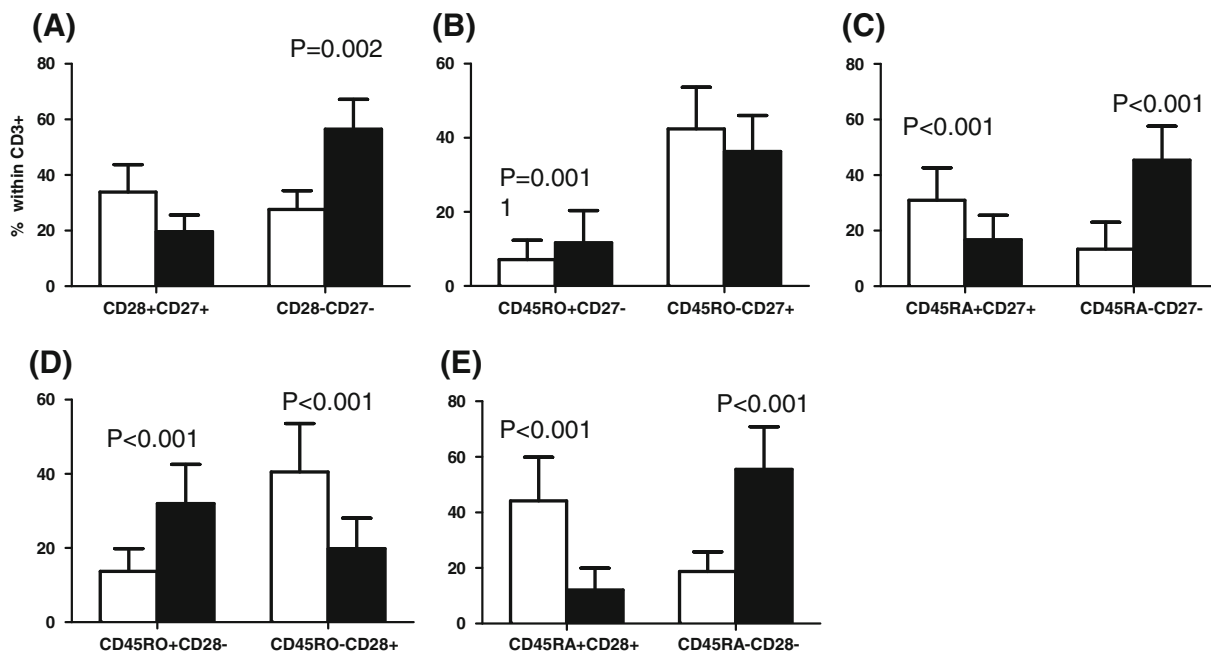 (A)
P=0.002
% within CD3+
80
60
40
20
0
CD28+CD27+ CD28-CD27-
(B)
60
40
20
0
P=0.001
1
CD45RO+CD27- CD45RO-CD27+
(C)
80
60
40
20
0
P<0.001
P<0.001
CD45RA+CD27+ CD45RA-CD27-
(D)
60
40
20
0
P<0.001
P<0.001
CD45RO+CD28- CD45RO-CD28+
(E)
80
60
40
20
0
P<0.001
P<0.001
CD45RA+CD28+ CD45RA-CD28-